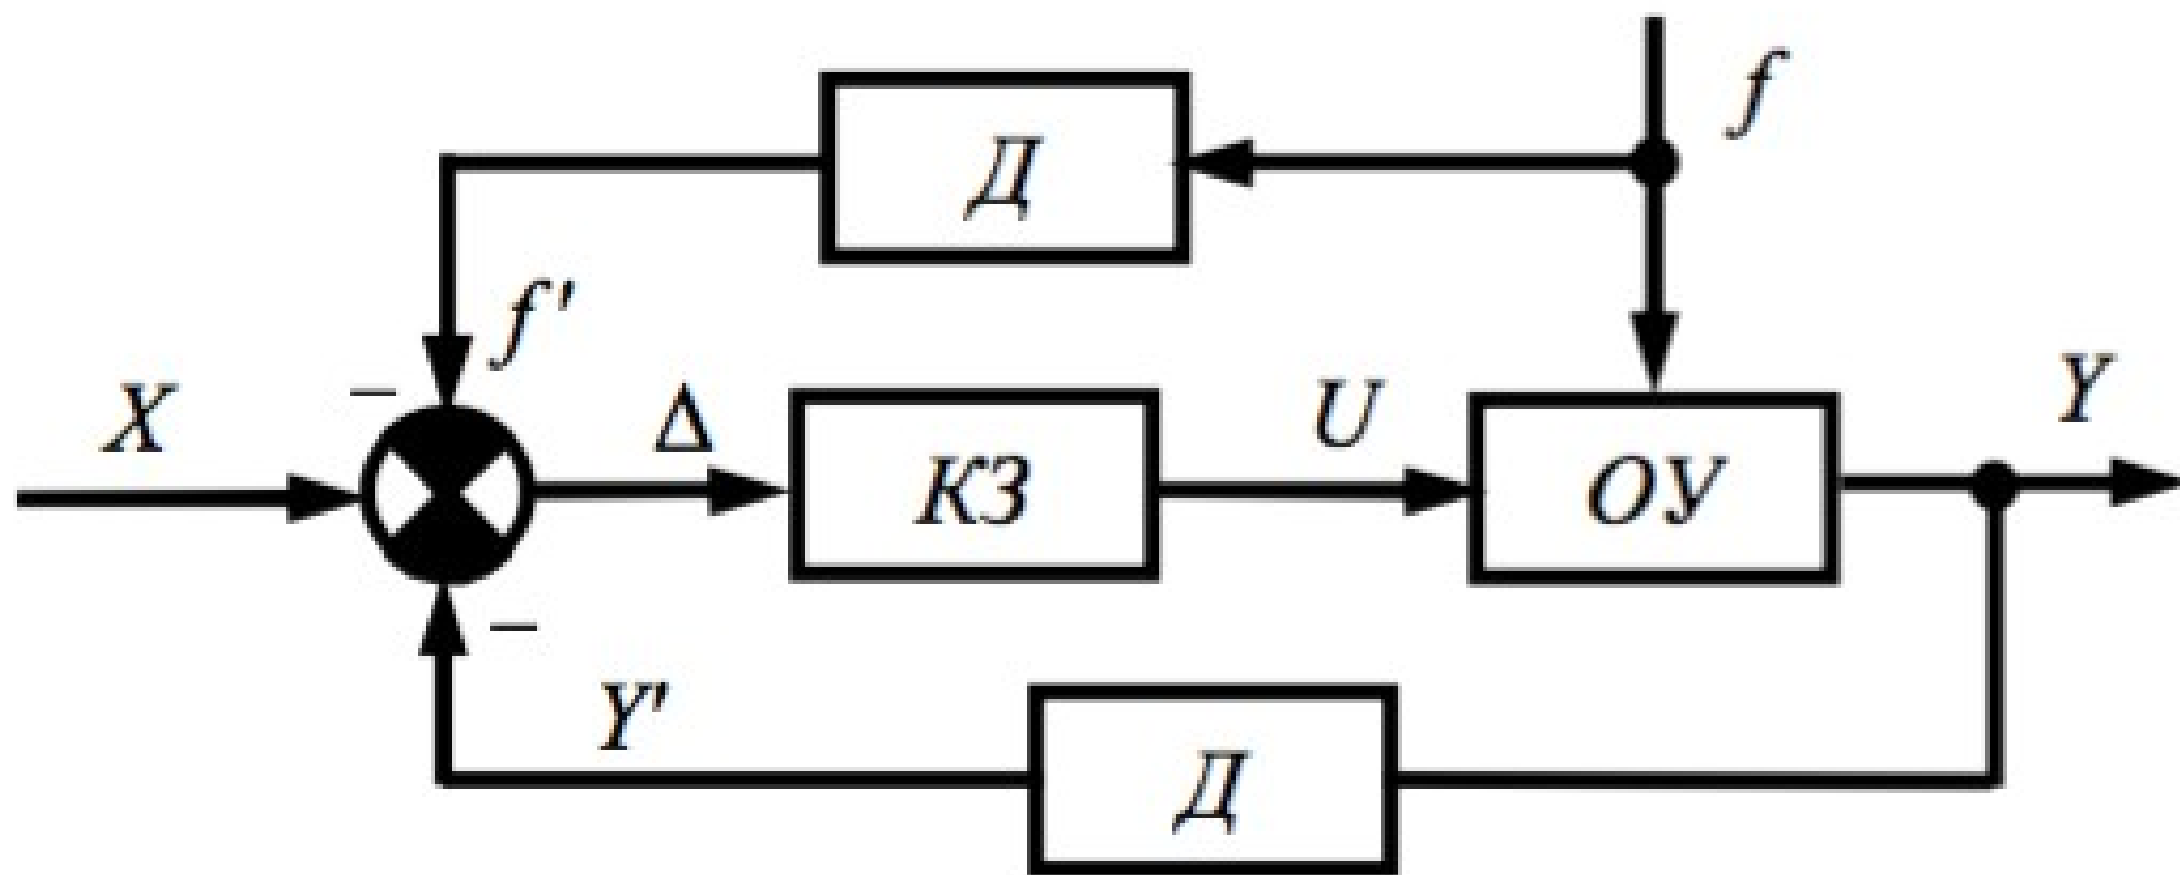 f
Д
f'
X
–
Δ
КЗ
U
ОУ
Y
–
Y'
Д